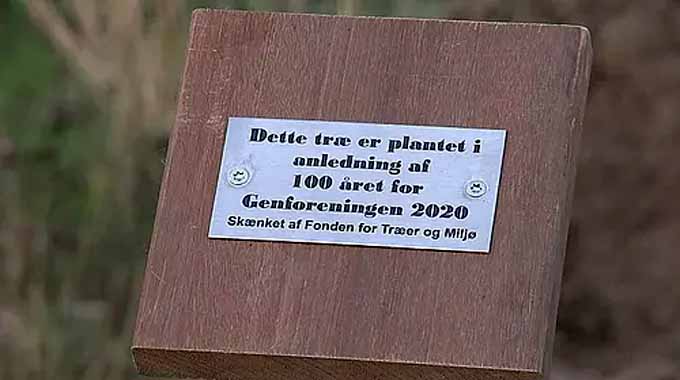 Dette træ er plantet i
anledning af
100 året for
Genforeningen 2020
Skænket af Fonden for Træer og Miljø